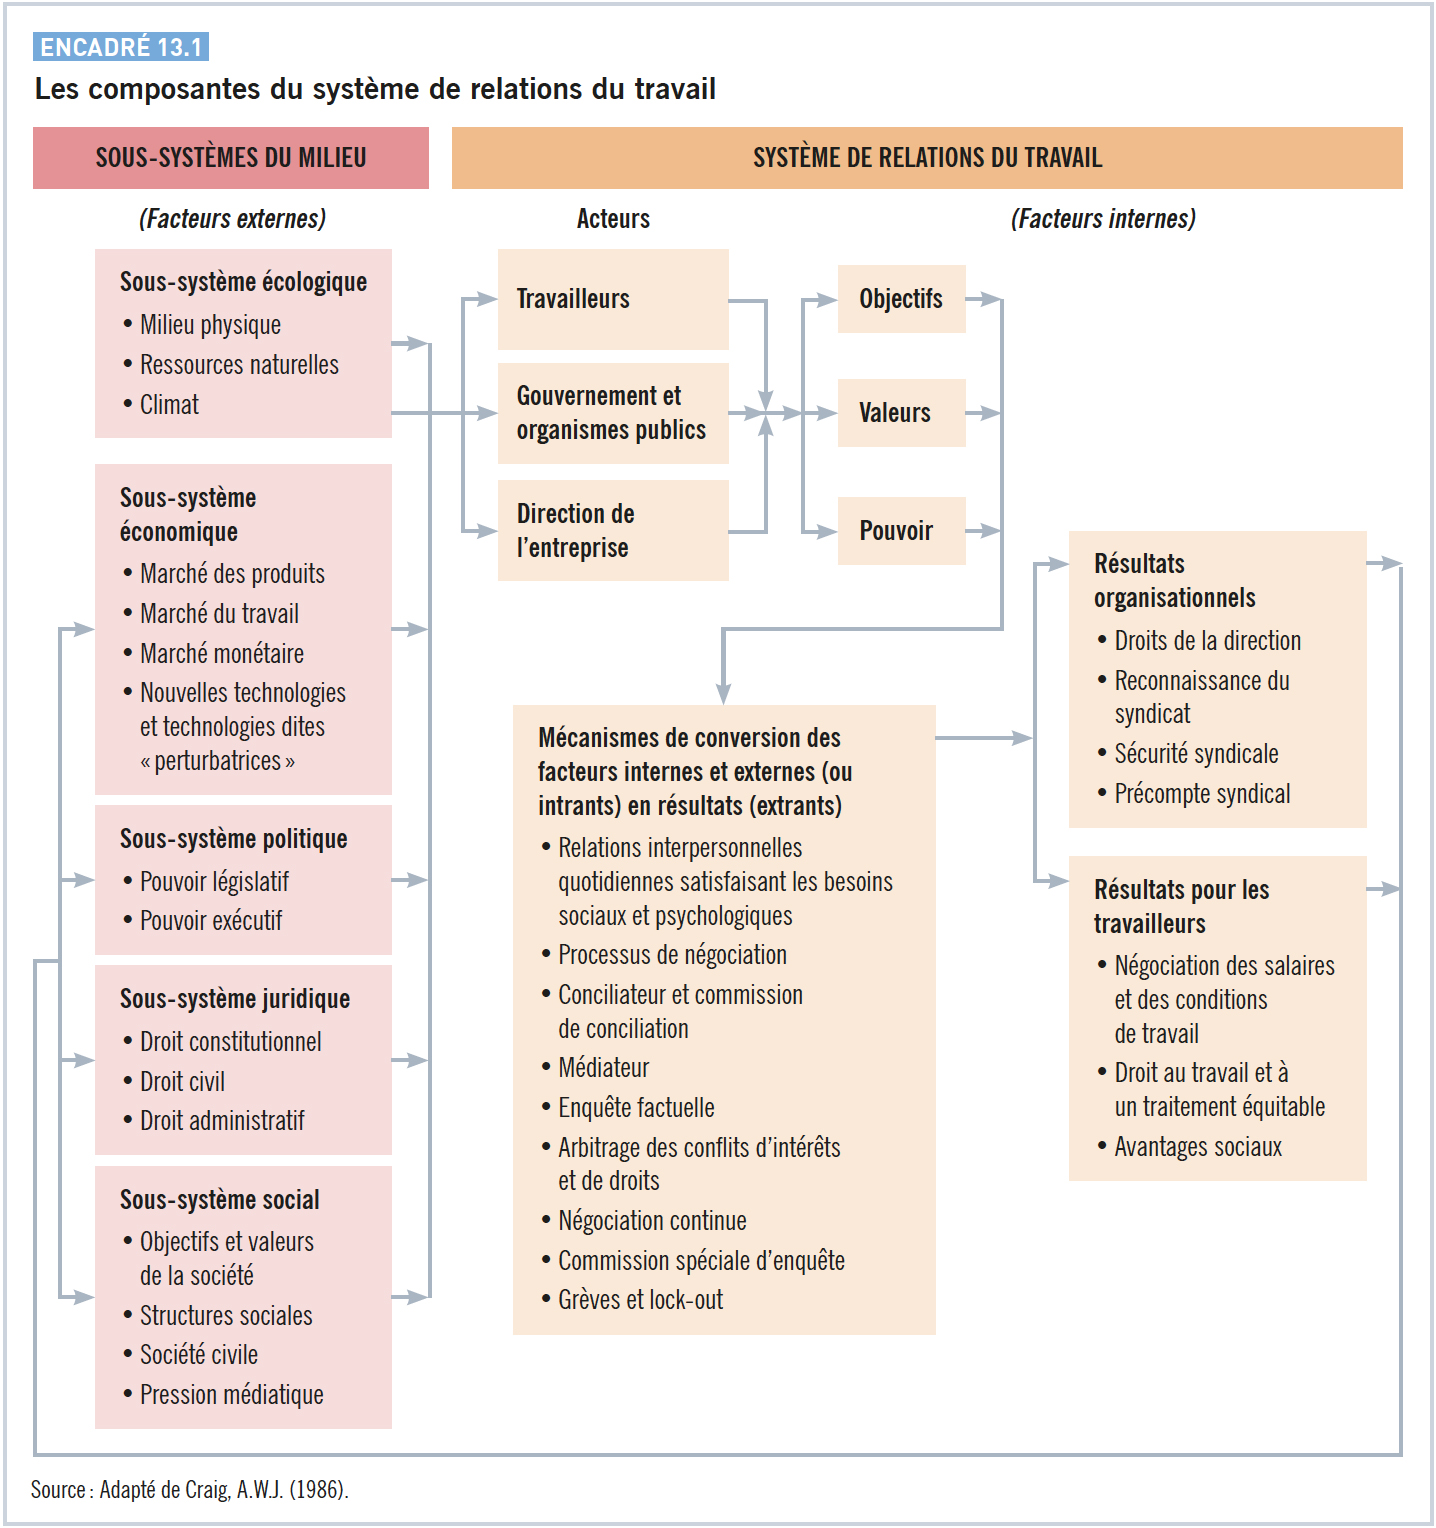 ENCADRÉ 13.1
Les composantes du système de relations du travail
SOUS-SYSTÈMES DU MILIEU
SYSTÈME DE RELATIONS DU TRAVAIL
(Facteurs externes)
Acteurs
(Facteurs internes)
Sous-système écologique
• Milieu physique
• Ressources naturelles
• Climat
Sous-système
économique
• Marché des produits
• Marché du travail
• Marché monétaire
• Nouvelles technologies
et technologies dites
« perturbatrices »
Sous-système politique
• Pouvoir législatif
• Pouvoir exécutif
Sous-système juridique
• Droit constitutionnel
• Droit civil
• Droit administratif
Sous-système social
• Objectifs et valeurs
de la société
• Structures sociales
• Société civile
• Pression médiatique
Travailleurs
Gouvernement et
organismes publics
Direction de
l’entreprise
Objectifs
Valeurs
Pouvoir
Mécanismes de conversion des
facteurs internes et externes (ou
intrants) en résultats (extrants)
• Relations interpersonnelles
quotidiennes satisfaisant les besoins
sociaux et psychologiques
• Processus de négociation
• Conciliateur et commission
de conciliation
• Médiateur
• Enquête factuelle
• Arbitrage des conflits d’intérêts
et de droits
• Négociation continue
• Commission spéciale d’enquête
• Grèves et lock-out
Résultats
organisationnels
• Droits de la direction
• Reconnaissance du
syndicat
• Sécurité syndicale
• Précompte syndical
Résultats pour les
travailleurs
• Négociation des salaires
et des conditions
de travail
• Droit au travail et à
un traitement équitable
• Avantages sociaux
Source : Adapté de Craig, A.W.J. (1986).